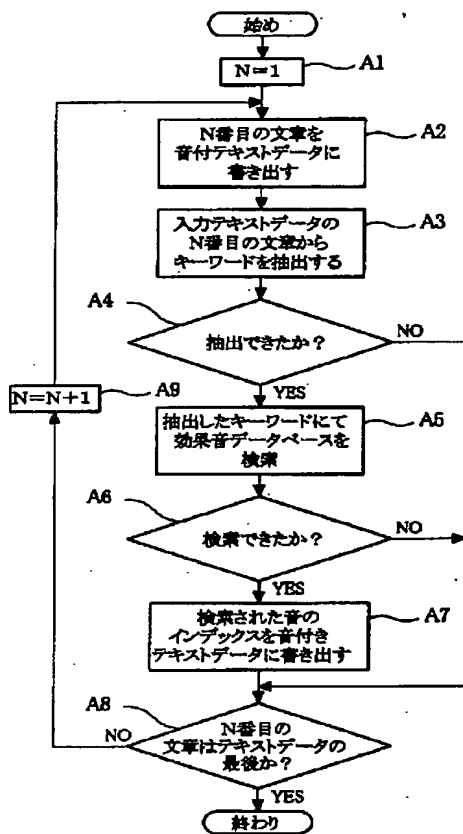 始め
N=1
A1
N番目の文章を
音付テキストデータに
書き出す
A2
入力テキストデータの
N番目の文章から
キーワードを抽出する
A3
A4
抽出できたか?
NO
YES
N=N+1
A9
抽出したキーワードにて
効果音データベースを
検索
A5
A6
検索できたか?
NO
YES
検索された音の
インデックスを音付き
テキストデータに書き出す
A7
A8
NO
N番目の
文章はテキストデータの
最後か?
YES
終わり